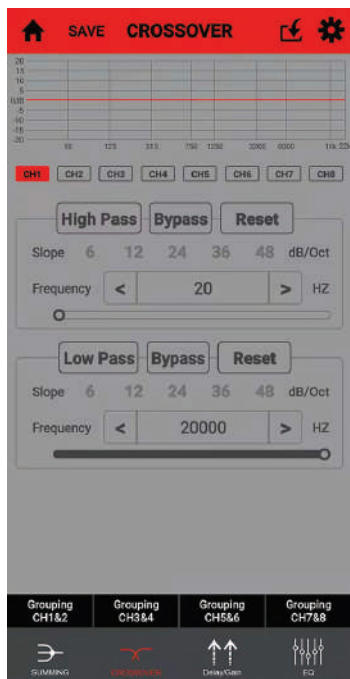 SAVE CROSSOVER
20
15
10
5
0dB
-5
-10
-15
-20
125 315 750 1250
CH1 CH2 CH3 CH4 CH5 CH6 CH7 CH8
High Pass Bypass Reset
Slope 6 12 24 36 48 dB/Oct
Frequency < 20 > HZ
Low Pass Bypass Reset
Slope 6 12 24 36 48 dB/Oct
Frequency < 20000 > HZ
Grouping Grouping Grouping Grouping
CH1&2 CH3&4 CH5&6 CH7&8
SUMMING CROSSOVER Delay/Gain EQ